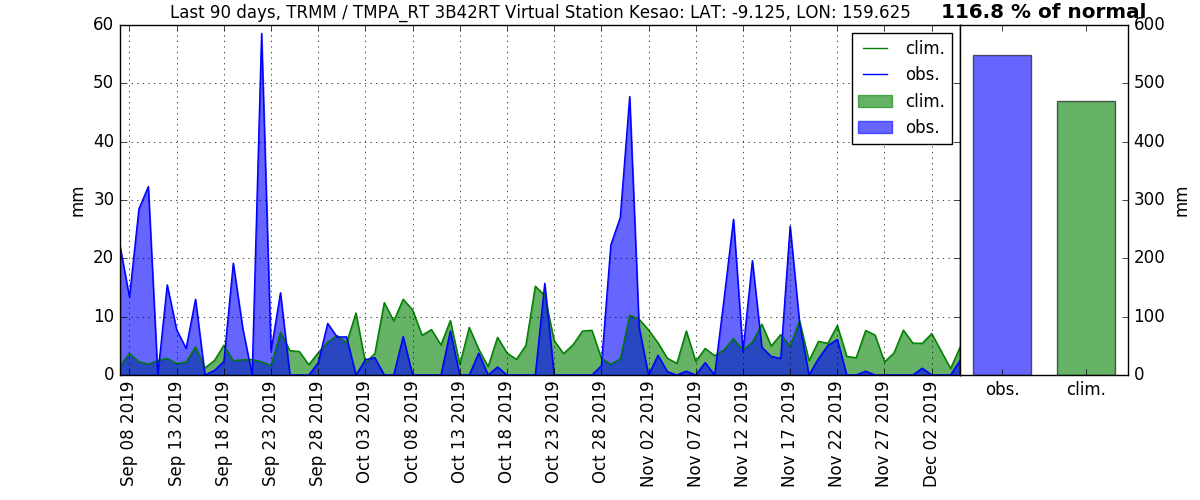 Last 90 days, TRMM / TMPA_RT 3B42RT Virtual Station Kesao: LAT: -9.125, LON: 159.625
116.8 % of normal
60
50
40
30
20
10
0
mm
clim.
obs.
clim.
obs.
600
500
400
300
200
100
0
mm
obs.
clim.
Sep 08 2019
Sep 13 2019
Sep 18 2019
Sep 23 2019
Sep 28 2019
Oct 03 2019
Oct 08 2019
Oct 13 2019
Oct 18 2019
Oct 23 2019
Oct 28 2019
Nov 02 2019
Nov 07 2019
Nov 12 2019
Nov 17 2019
Nov 22 2019
Nov 27 2019
Dec 02 2019